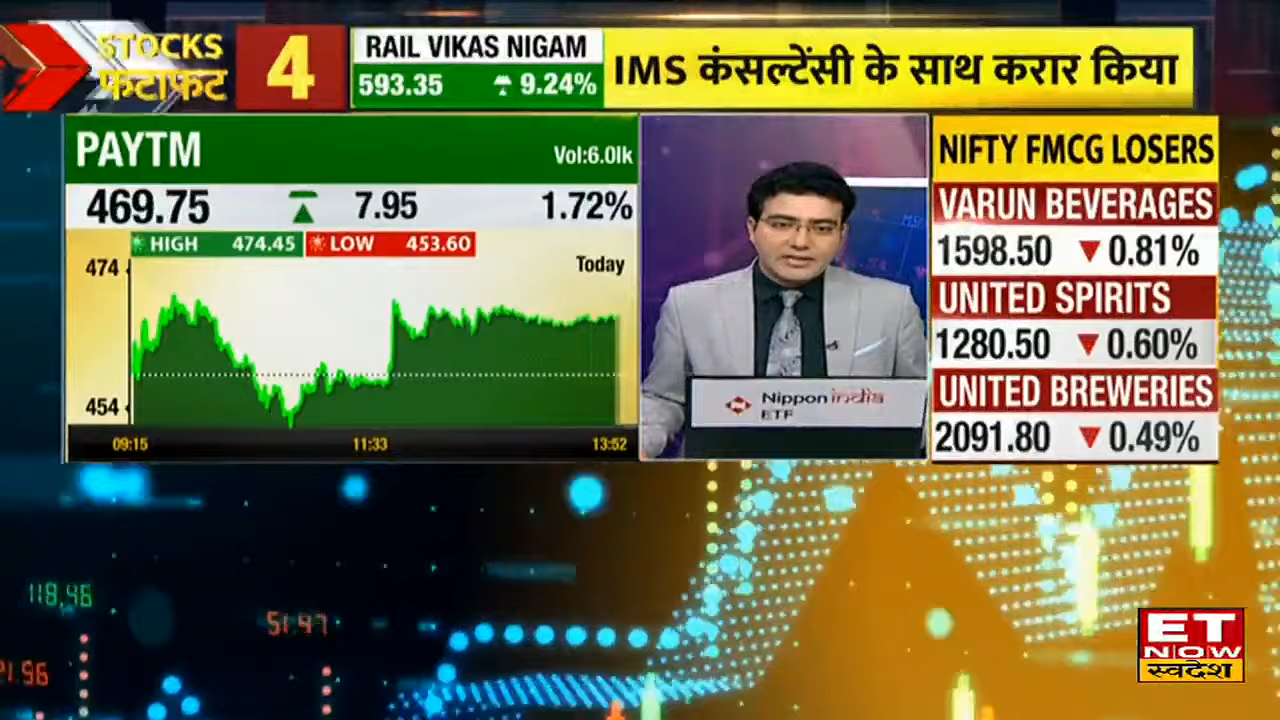 STOCKS
फटाफट
4
RAIL VIKAS NIGAM
593.35 9.24%
IMS कंसल्टेंसी के साथ करार किया
PAYTM
Vol:6.0lk
469.75 7.95 1.72%
HIGH 474.45 LOW 453.60
Today
474
454
09:15 11:33 13:52
Nippon india
ETF
NIFTY FMCG LOSERS
VARUN BEVERAGES
1598.50 0.81%
UNITED SPIRITS
1280.50 0.60%
UNITED BREWERIES
2091.80 0.49%
118.96
51.97
ET
NOW
स्वदेश